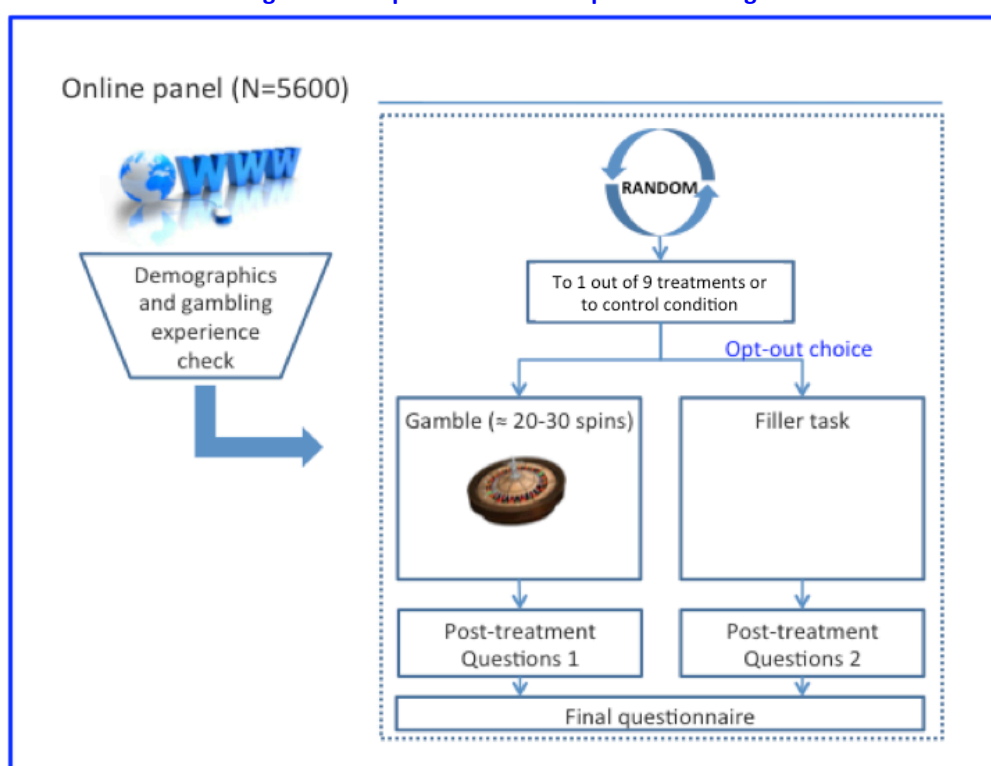 Online panel (N=5600)
WWW
RANDOM
Demographics
and gambling
experience
check
To 1 out of 9 treatments or
to control condition
Opt-out choice
Gamble (≈ 20-30 spins)
Filler task
Post-treatment
Questions 1
Post-treatment
Questions 2
Final questionnaire